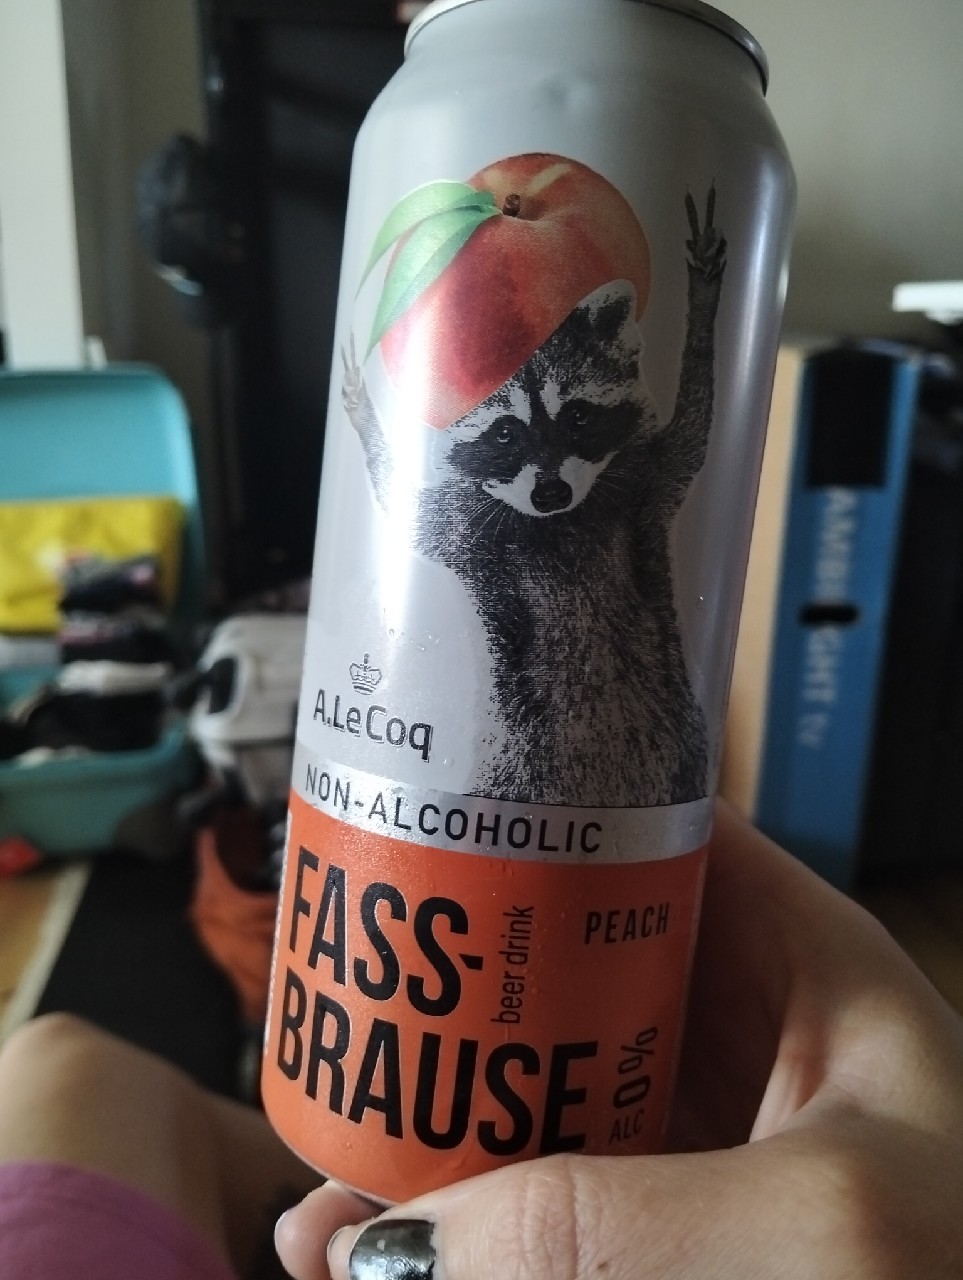 A.LeCoq
NON-ALCOHOLIC
FASS-
BRAUSE
beer drink
PEACH
ALC 0%